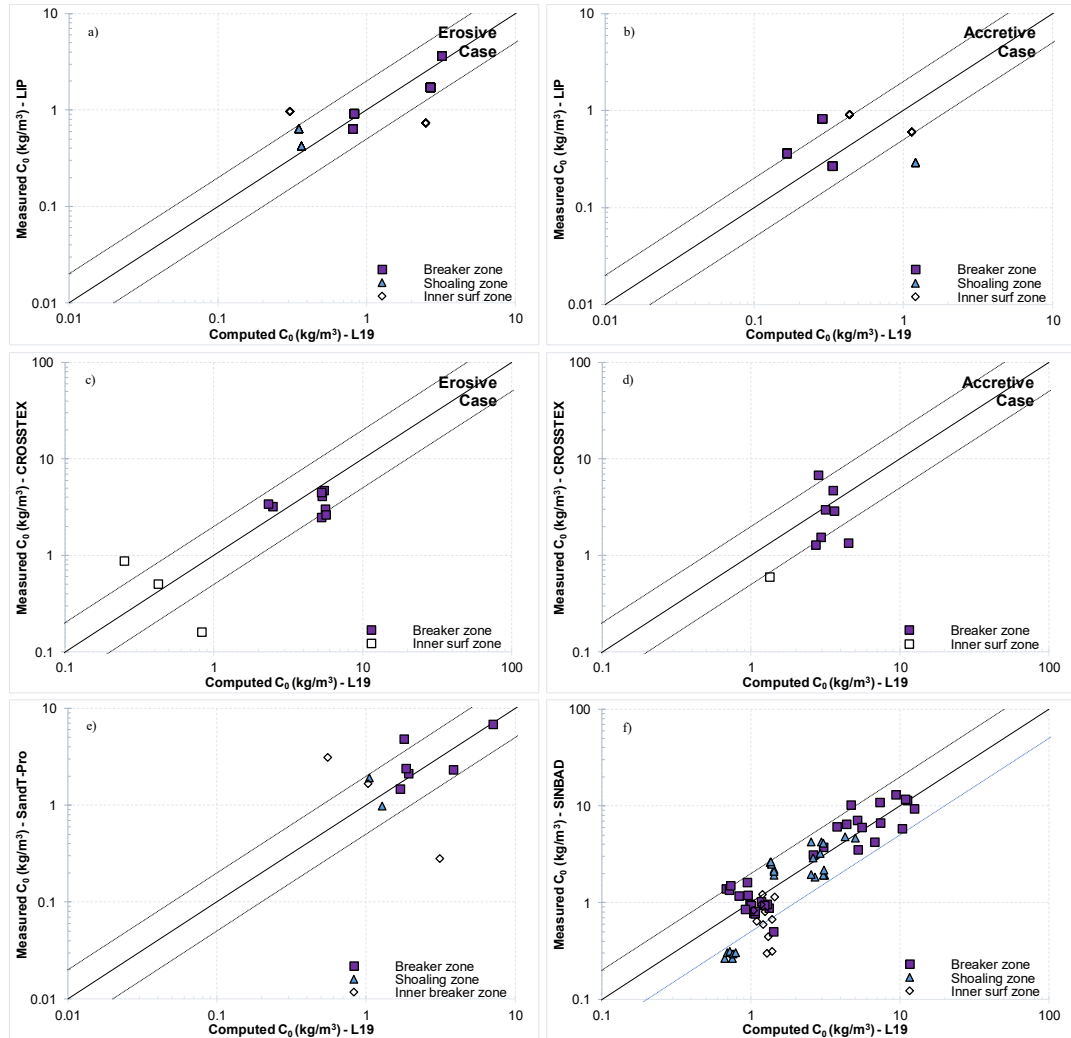 a)
Erosive
Case
10
1
0.1
0.01
Measured C₀ (kg/m³) - LIP
Breaker zone
Shoaling zone
Inner surf zone
0.01
0.1
1
10
Computed C₀ (kg/m³) - L19
b)
Accretive
Case
10
1
0.1
0.01
Measured C₀ (kg/m³) - LIP
Breaker zone
Shoaling zone
Inner surf zone
0.01
0.1
1
10
Computed C₀ (kg/m³) - L19
c)
Erosive
Case
100
10
1
0.1
Measured C₀ (kg/m³) - CROSSTEX
Breaker zone
Inner surf zone
0.1
1
10
100
Computed C₀ (kg/m³) - L19
d)
Accretive
Case
100
10
1
0.1
Measured C₀ (kg/m³) - CROSSTEX
Breaker zone
Inner surf zone
0.1
1
10
100
Computed C₀ (kg/m³) - L19
e)
10
1
0.1
0.01
Measured C₀ (kg/m³) - SandT-Pro
Breaker zone
Shoaling zone
Inner breaker zone
0.01
0.1
1
10
Computed C₀ (kg/m³) - L19
f)
100
10
1
0.1
Measured C₀ (kg/m³) - SINBAD
Breaker zone
Shoaling zone
Inner surf zone
0.1
1
10
100
Computed C₀ (kg/m³) - L19